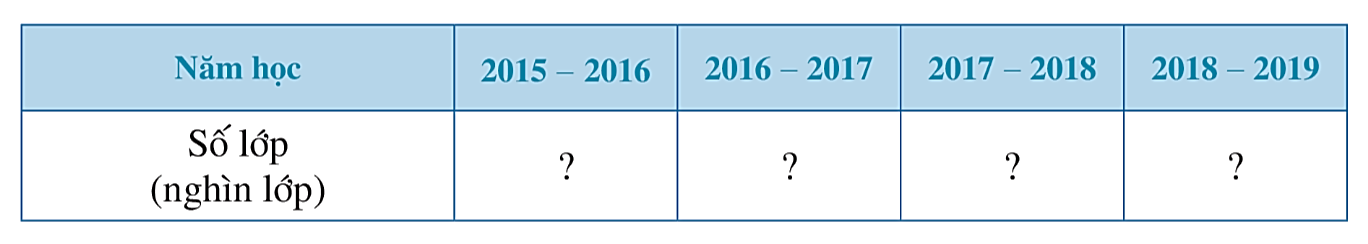 Năm học 2015 – 2016 2016 – 2017 2017 – 2018 2018 – 2019
Số lớp
(nghìn lớp) ? ? ? ?